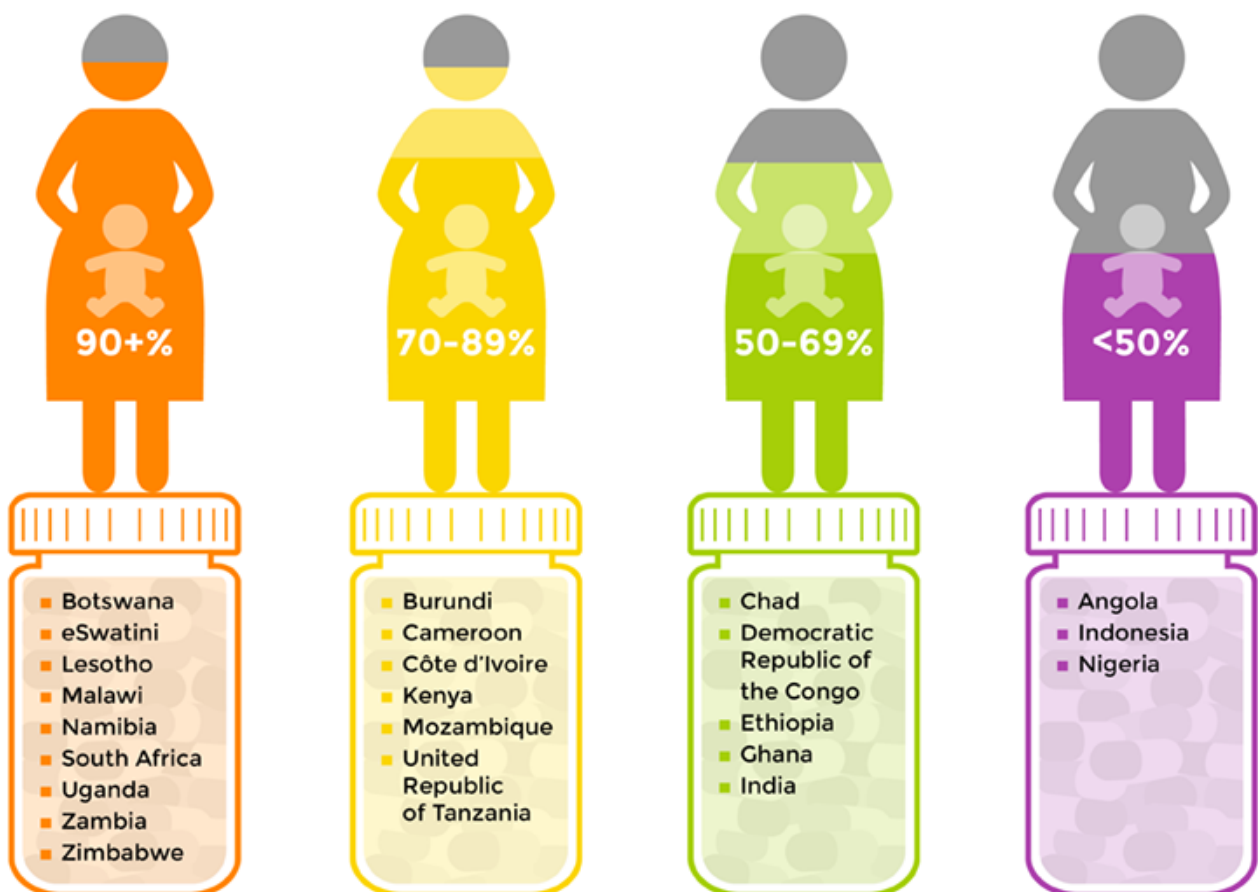 90+%
70-89%
50-69%
<50%
Botswana
eSwatini
Lesotho
Malawi
Namibia
South Africa
Uganda
Zambia
Zimbabwe
Burundi
Cameroon
Côte d'Ivoire
Kenya
Mozambique
United
Republic
of Tanzania
Chad
Democratic
Republic of
the Congo
Ethiopia
Ghana
India
Angola
Indonesia
Nigeria